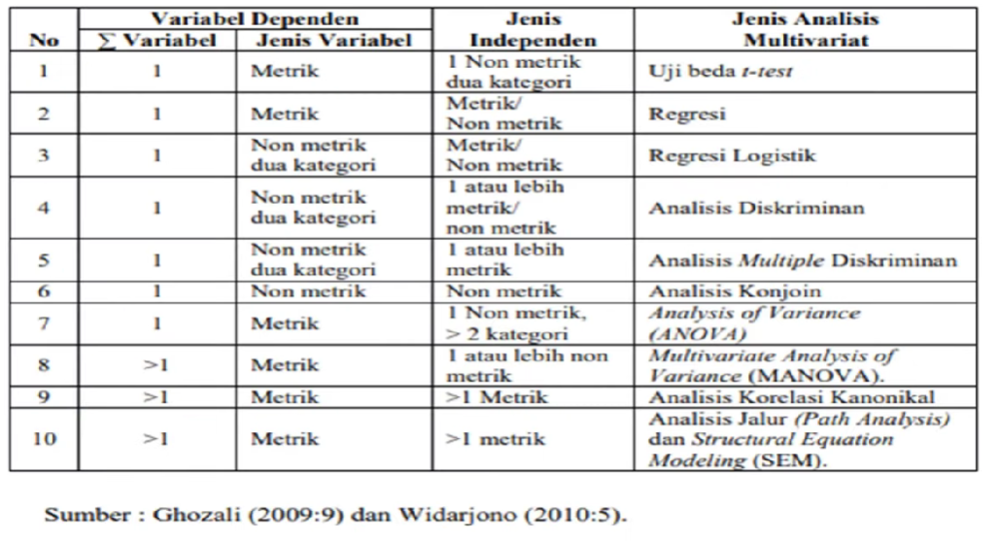 No | Variabel Dependen | Jenis Independen | Jenis Analisis Multivariat
∑ Variabel | Jenis Variabel
1 | 1 | Metrik | 1 Non metrik dua kategori | Uji beda t-test
2 | 1 | Metrik | Metrik/ Non metrik | Regresi
3 | 1 | Non metrik dua kategori | Metrik/ Non metrik | Regresi Logistik
4 | 1 | Non metrik dua kategori | 1 atau lebih metrik/ non metrik | Analisis Diskriminan
5 | 1 | Non metrik dua kategori | 1 atau lebih metrik | Analisis Multiple Diskriminan
6 | 1 | Non metrik | Non metrik | Analisis Konjoin
7 | 1 | Metrik | 1 Non metrik, > 2 kategori | Analysis of Variance (ANOVA)
8 | >1 | Metrik | 1 atau lebih non metrik | Multivariate Analysis of Variance (MANOVA).
9 | >1 | Metrik | >1 Metrik | Analisis Korelasi Kanonikal
10 | >1 | Metrik | >1 metrik | Analisis Jalur (Path Analysis) dan Structural Equation Modeling (SEM).
Sumber : Ghozali (2009:9) dan Widarjono (2010:5).